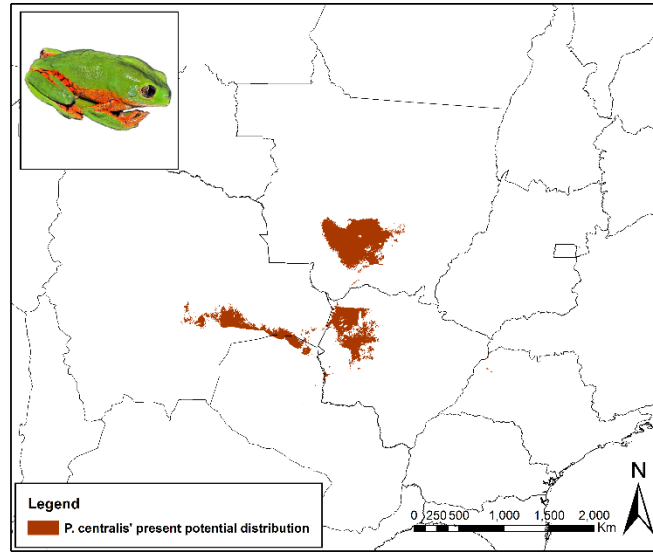 N
Legend
P. centralis' present potential distribution
0 250 500 1,000 1,500 2,000
Km